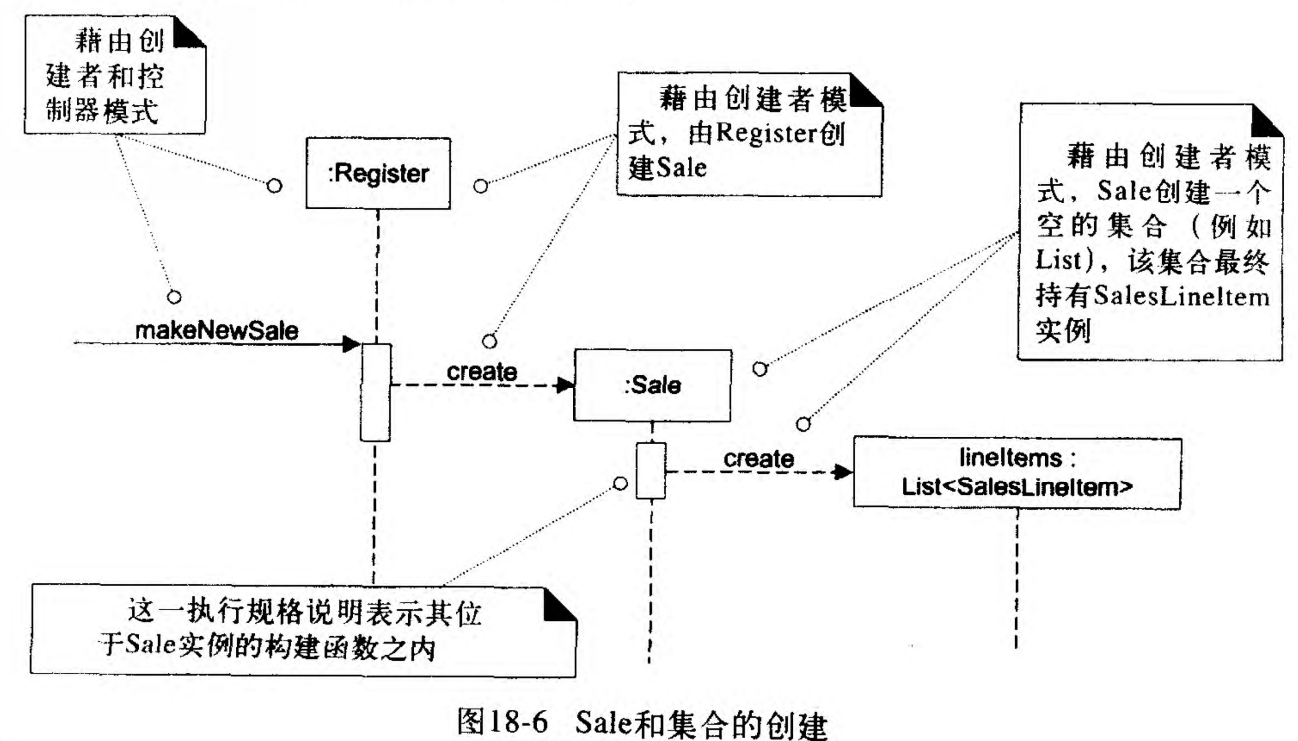 藉由创
建者和控
制器模式
藉由创建者模
式，由Register创
建Sale
藉由创建者模
式，Sale创建一个
空的集合（例如
List），该集合最终
持有SalesLineItem
实例
:Register
makeNewSale
create
:Sale
create
lineItems :
List<SalesLineItem>
这一执行规格说明表示其位
于Sale实例的构建函数之内
图18-6 Sale和集合的创建